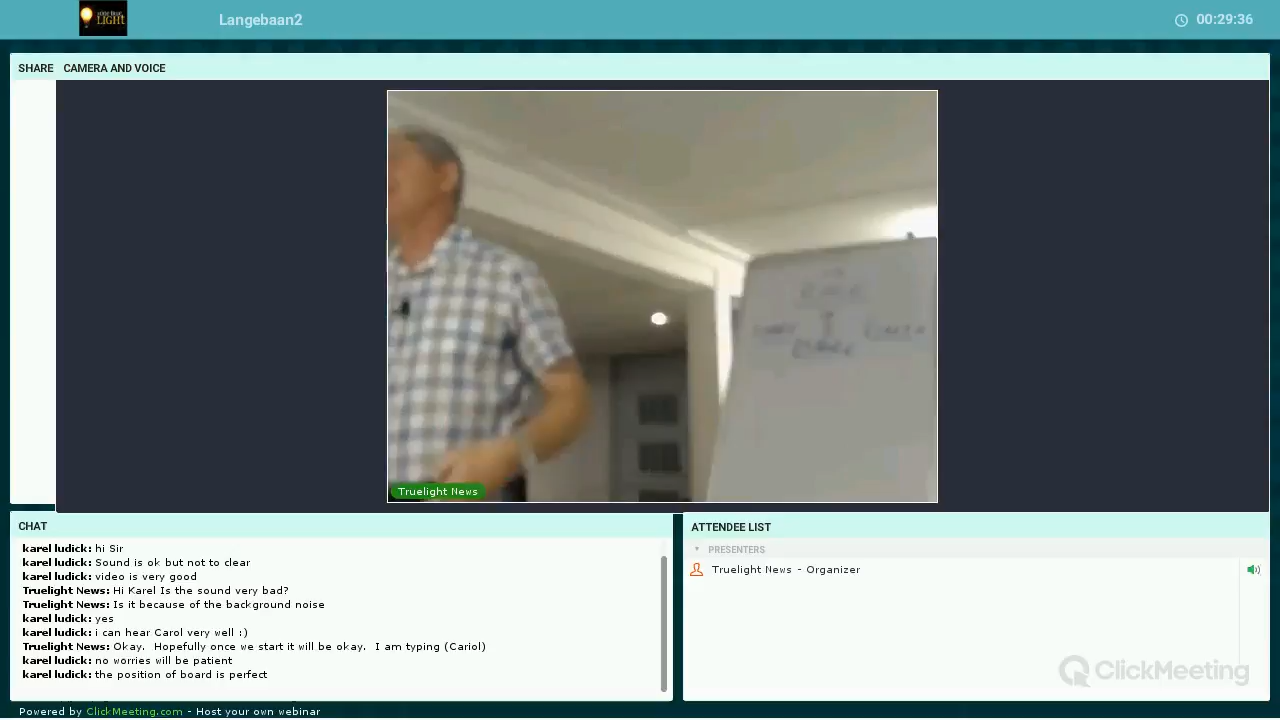 LIGHT
Langebaan2
00:29:36
SHARE CAMERA AND VOICE
Truelight News
CHAT
karel ludick: hi Sir
karel ludick: Sound is ok but not to clear
karel ludick: video is very good
Truelight News: Hi Karel Is the sound very bad?
Truelight News: Is it because of the background noise
karel ludick: yes
karel ludick: i can hear Carol very well :)
Truelight News: Okay. Hopefully once we start it will be okay. I am typing (Cariol)
karel ludick: no worries will be patient
karel ludick: the position of board is perfect
ATTENDEE LIST
PRESENTERS
Truelight News - Organizer
ClickMeeting
Powered by ClickMeeting.com - Host your own webinar